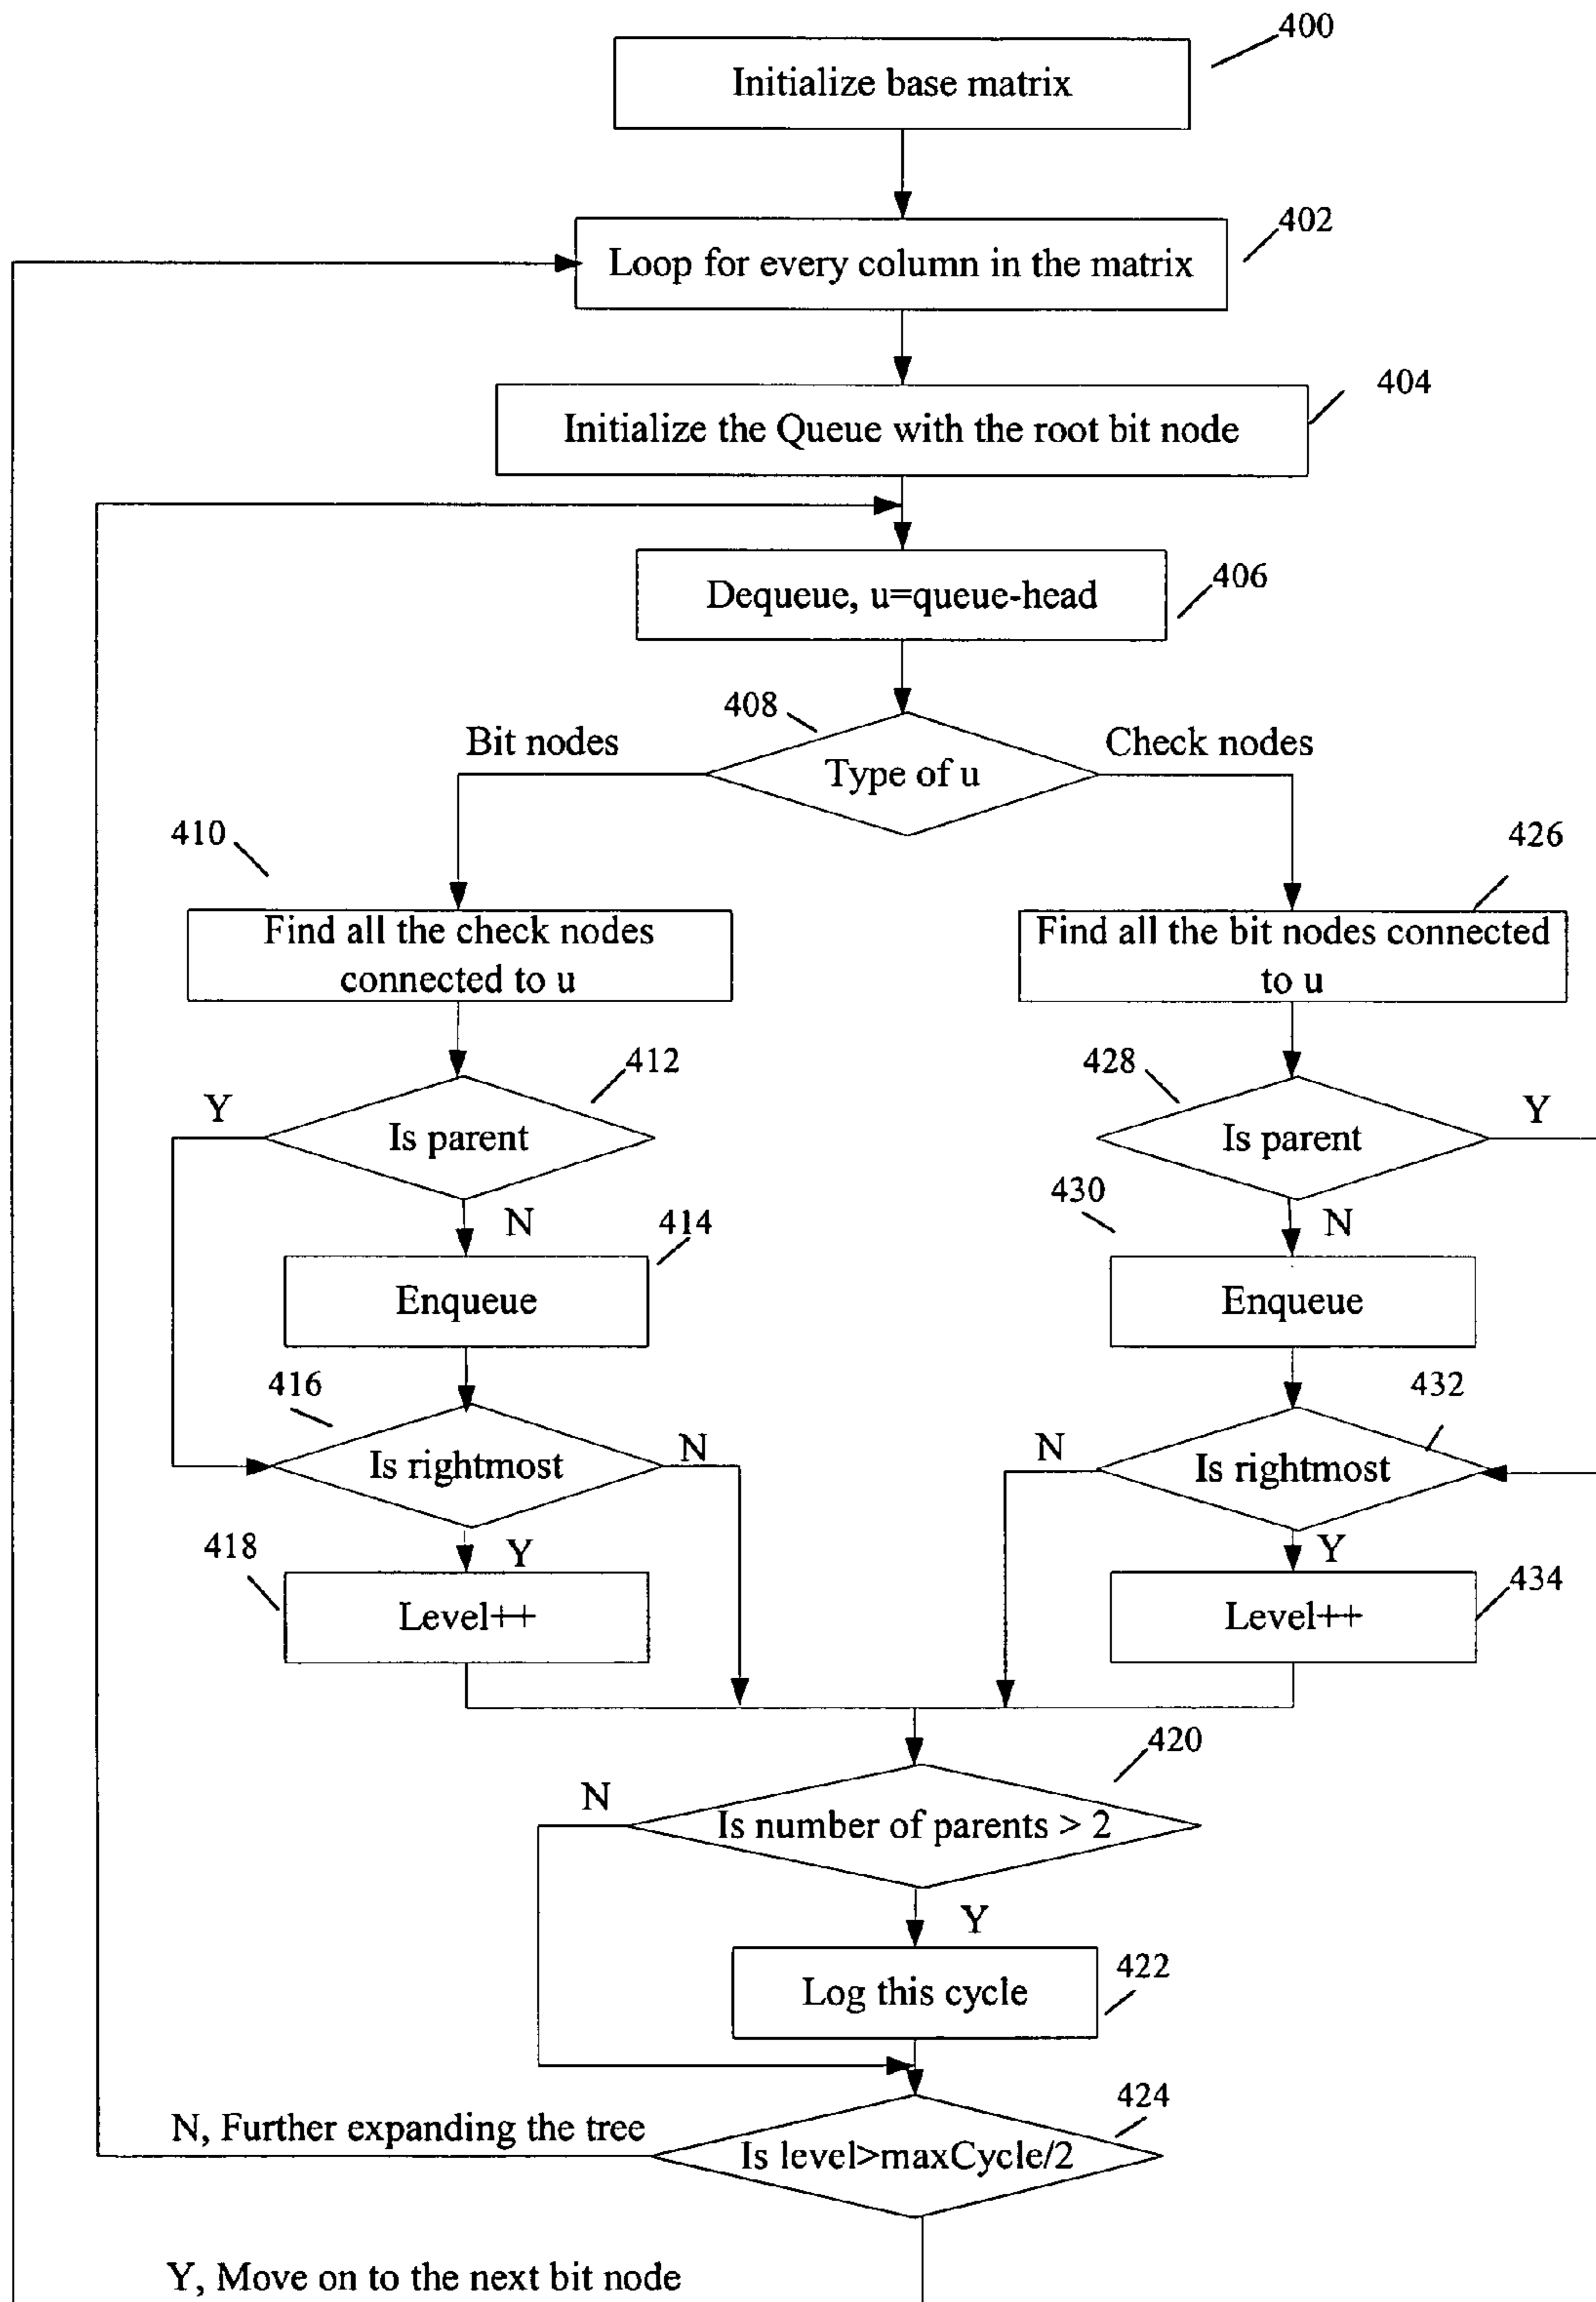 400
Initialize base matrix
402
Loop for every column in the matrix
404
Initialize the Queue with the root bit node
406
Dequeue, u=queue-head
408
Bit nodes
Check nodes
Type of u
410
426
Find all the check nodes
connected to u
Find all the bit nodes connected
to u
412
428
Y
Is parent
Is parent
Y
430
N
414
N
Enqueue
Enqueue
416
432
Is rightmost
N
N
Is rightmost
418
Y
Y
434
Level++
Level++
420
N
Is number of parents > 2
Y
422
Log this cycle
424
N, Further expanding the tree
Is level>maxCycle/2
Y, Move on to the next bit node